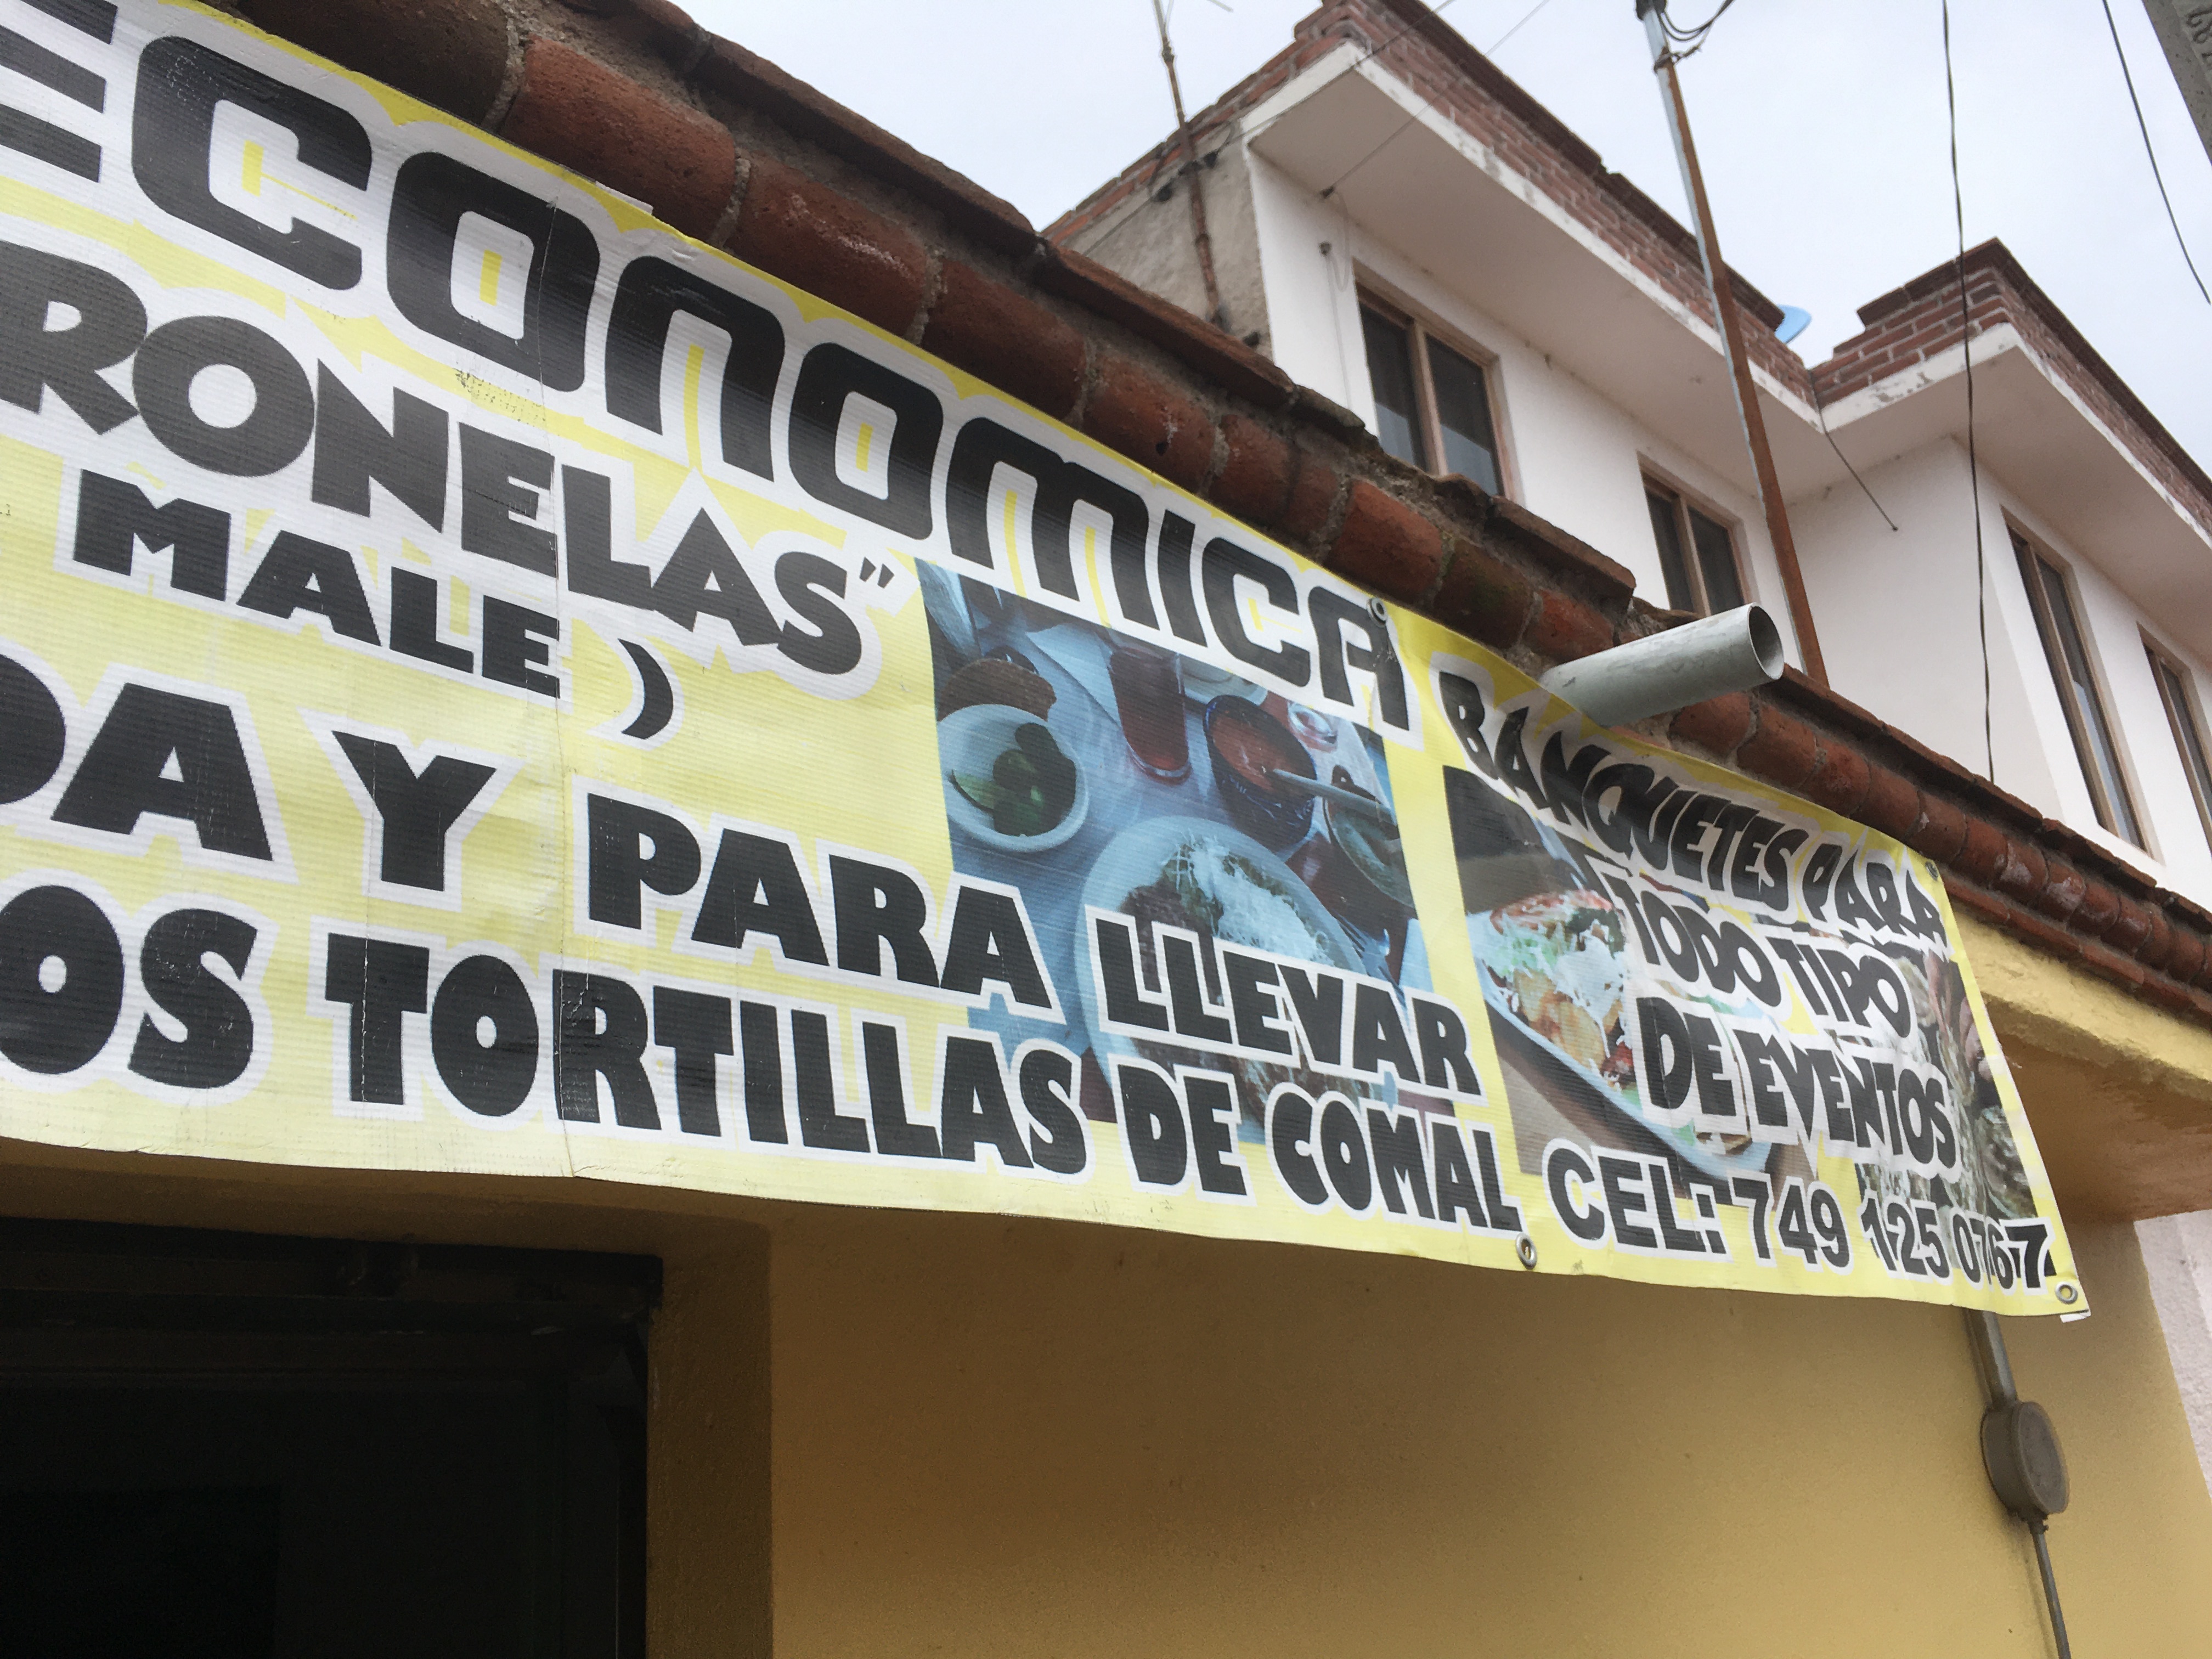 ECONOMICA
RONELAS"
MALE )
DA Y PARA LLEVAR
OS TORTILLAS DE COMAL
BANQUETES PARA
TODO TIPO
DE EVENTOS
CEL: 749 125 0767